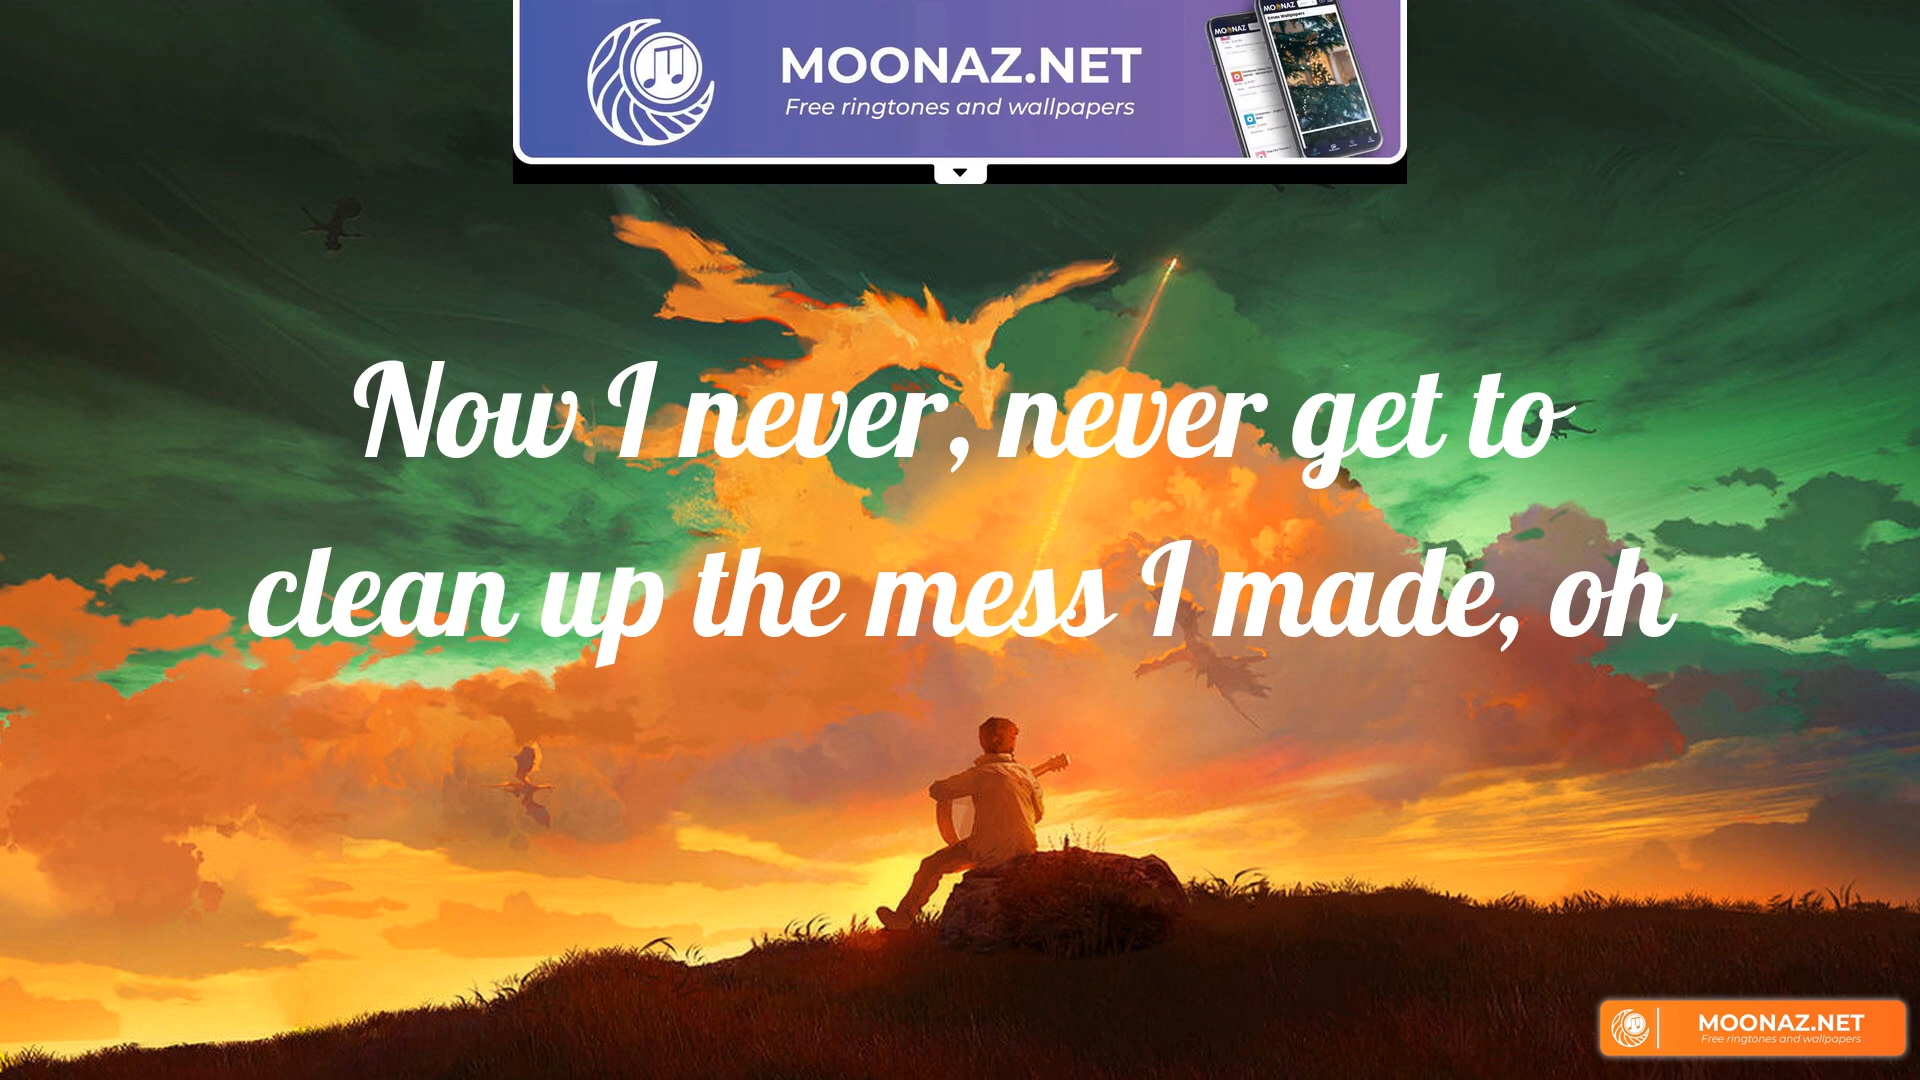 MOONAZ.NET
Free ringtones and wallpapers
Now I never, never get to
clean up the mess I made, oh
MOONAZ.NET
Free ringtones and wallpapers